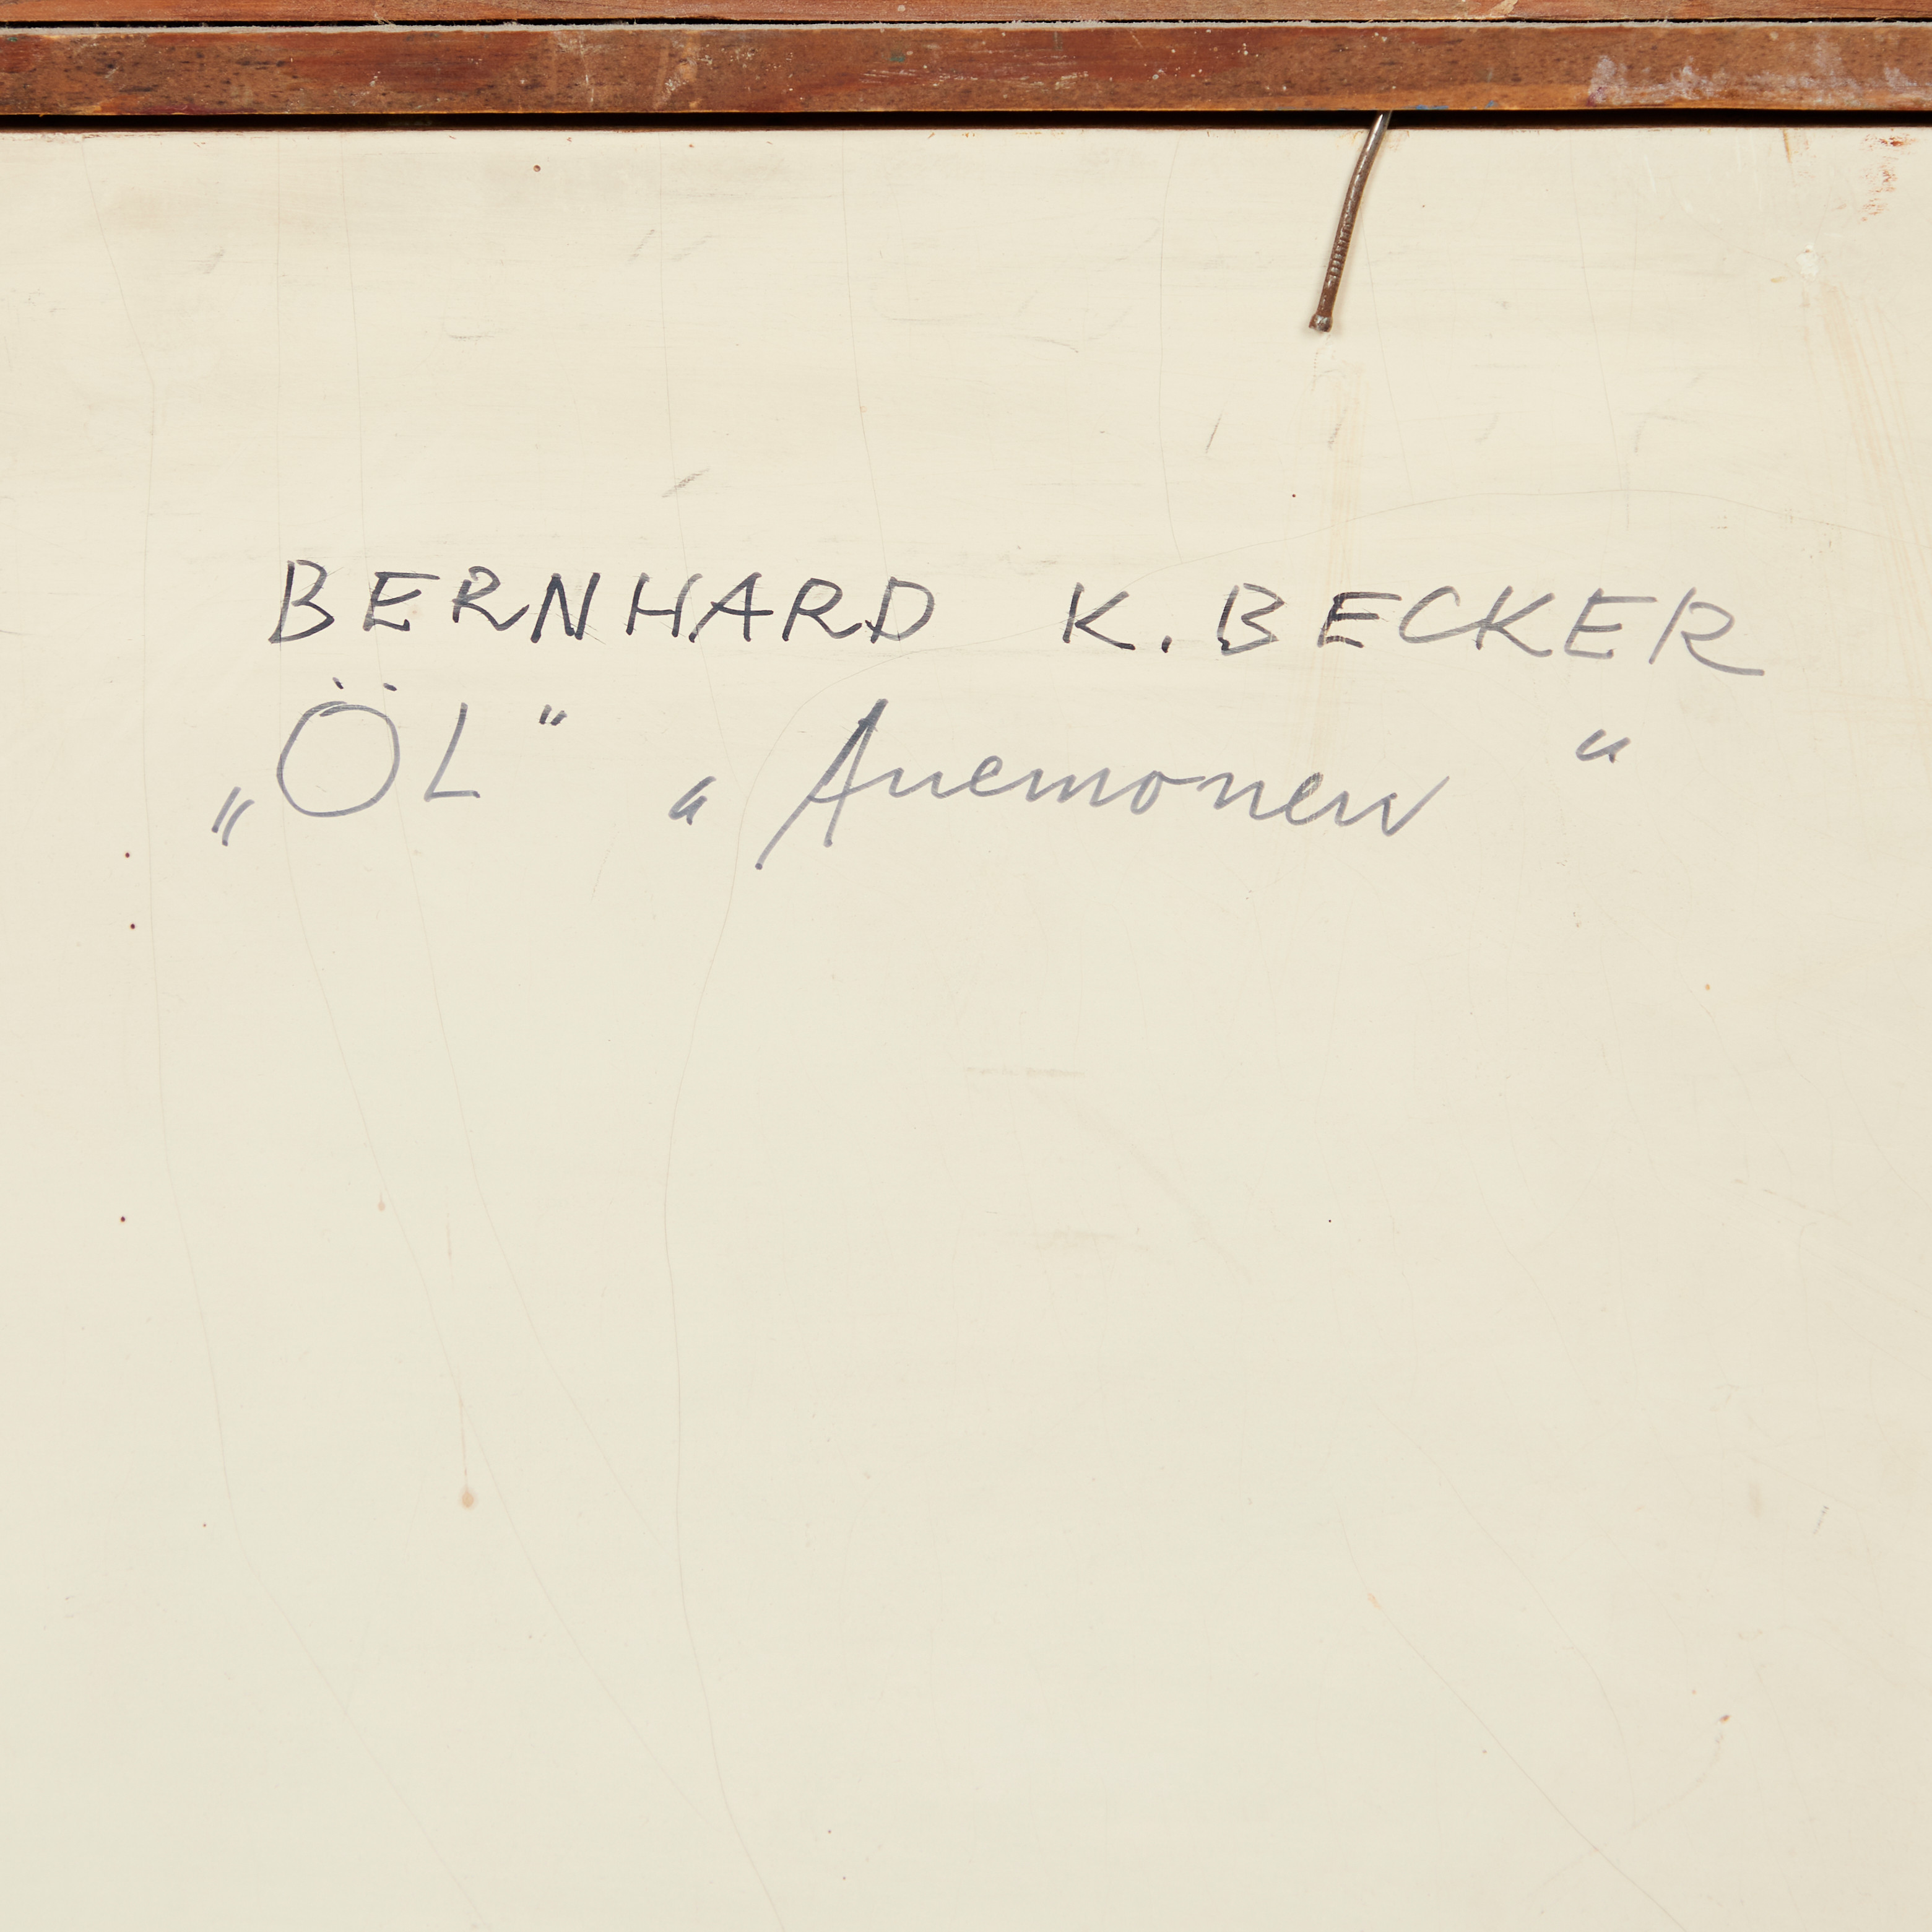 BERNHARD K. BECKER
„ÖL“ „Anemonen“